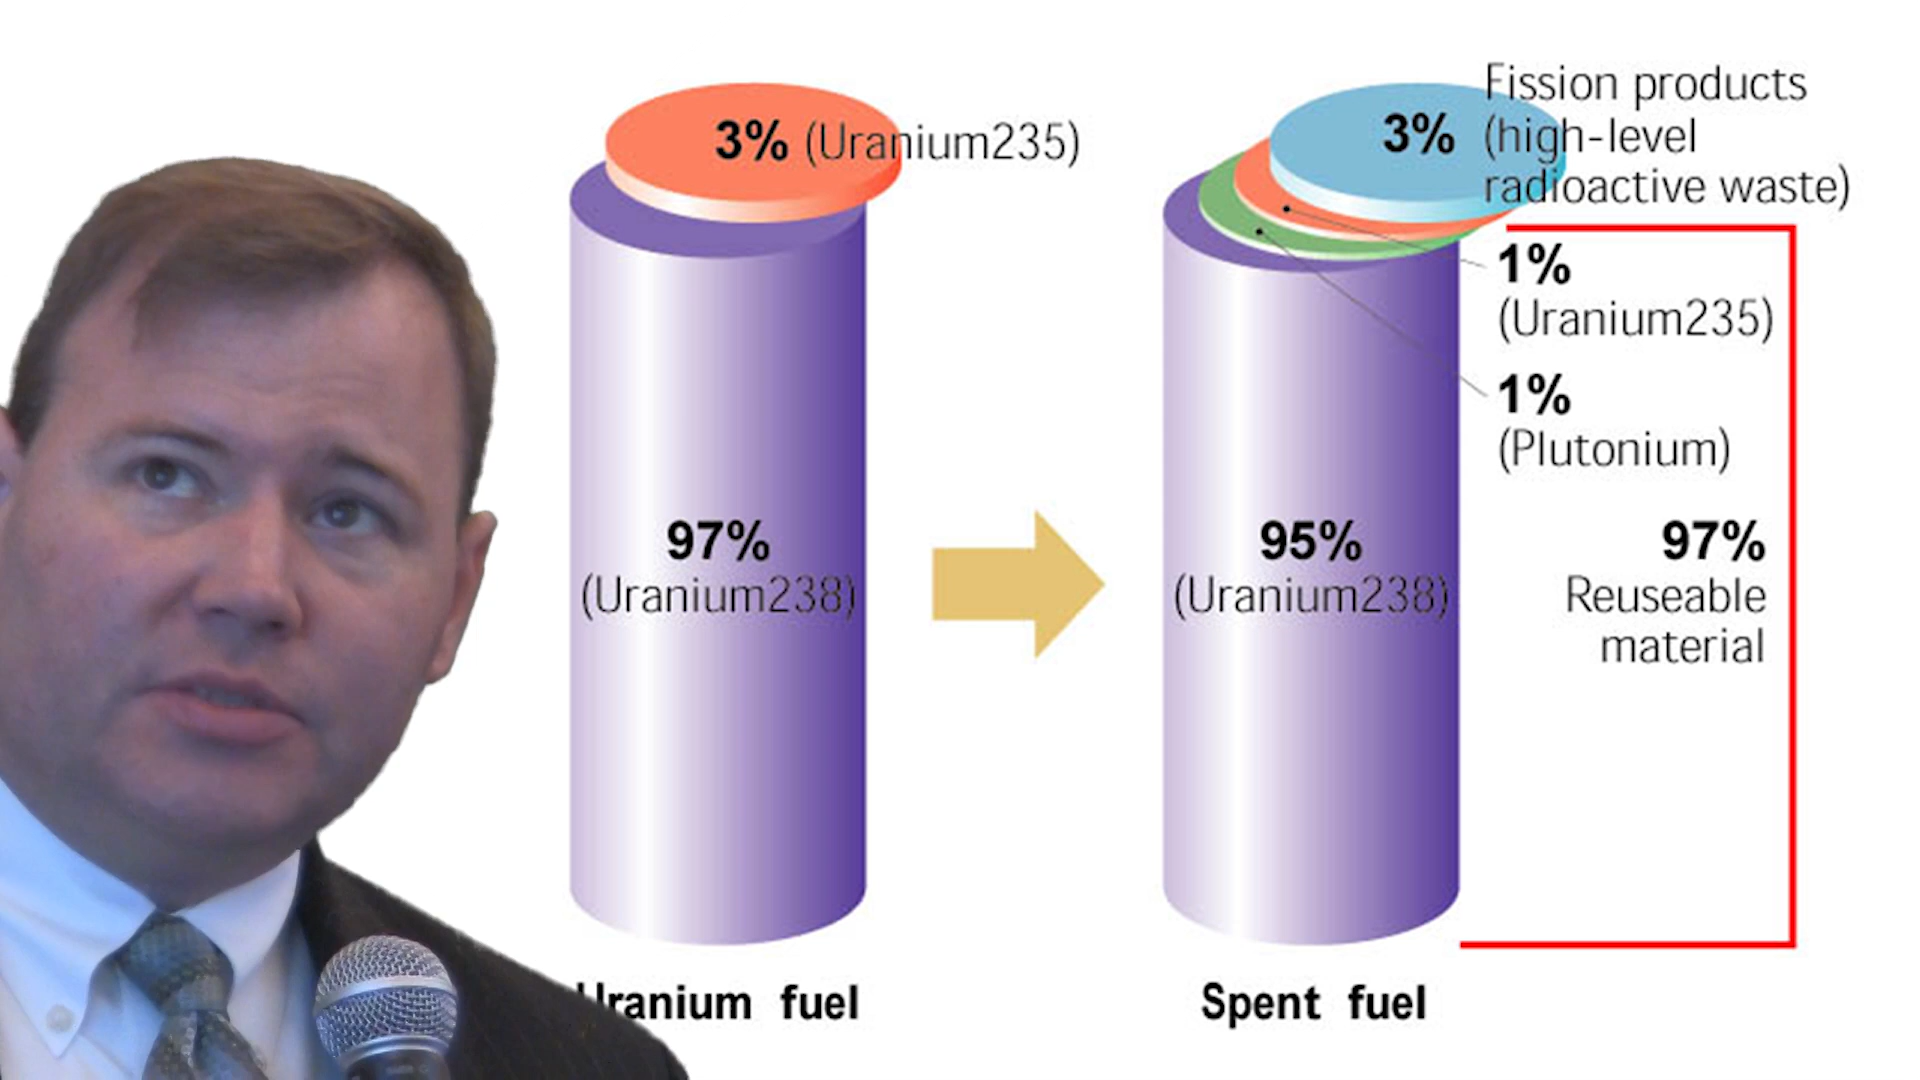 3% (Uranium235)
97%
(Uranium238)
Uranium fuel
3%
Fission products
(high-level
radioactive waste)
1%
(Uranium235)
1%
(Plutonium)
95%
(Uranium238)
97%
Reuseable
material
Spent fuel